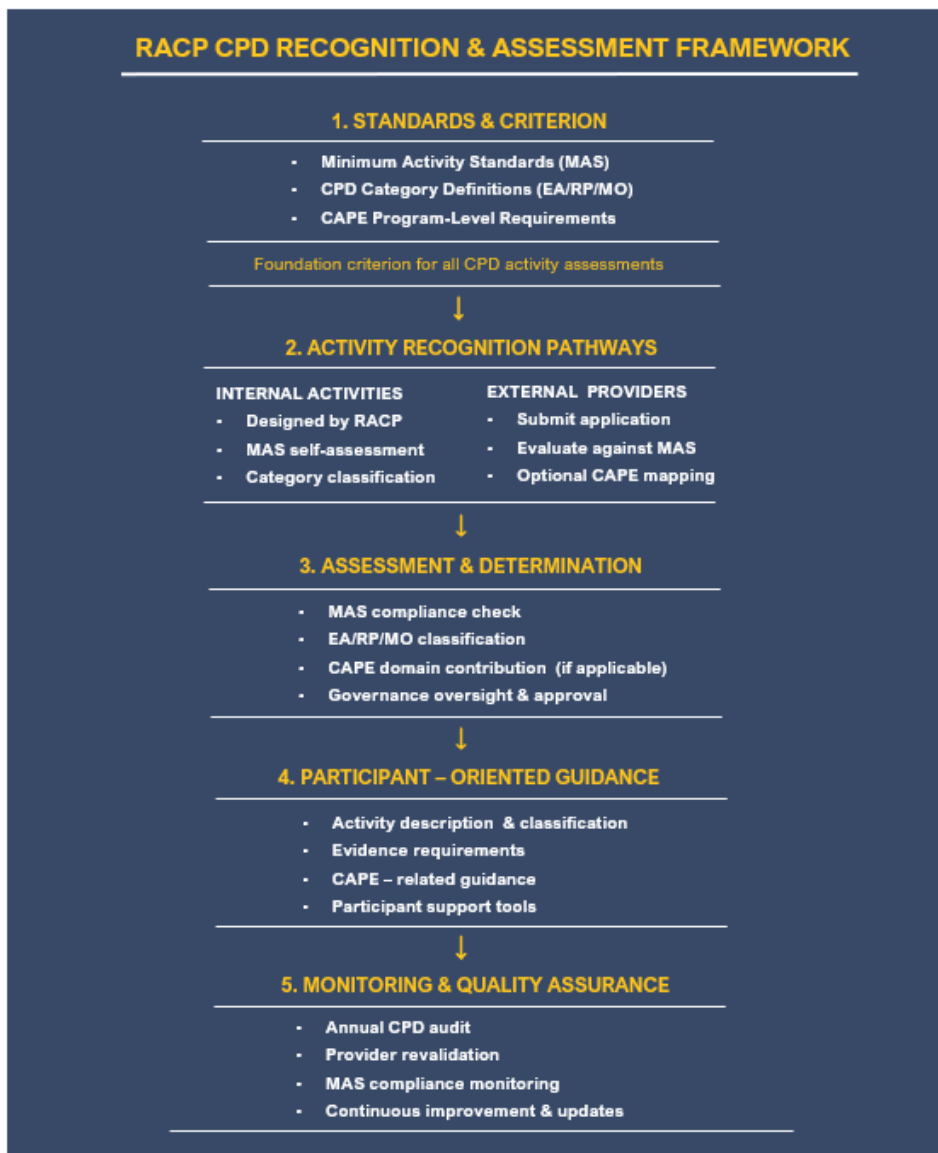 RACP CPD RECOGNITION & ASSESSMENT FRAMEWORK
1. STANDARDS & CRITERION
- Minimum Activity Standards (MAS)
- CPD Category Definitions (EA/RP/MO)
- CAPE Program-Level Requirements
Foundation criterion for all CPD activity assessments
↓
2. ACTIVITY RECOGNITION PATHWAYS
INTERNAL ACTIVITIES
- Designed by RACP
- MAS self-assessment
- Category classification
EXTERNAL PROVIDERS
- Submit application
- Evaluate against MAS
- Optional CAPE mapping
↓
3. ASSESSMENT & DETERMINATION
- MAS compliance check
- EA/RP/MO classification
- CAPE domain contribution (if applicable)
- Governance oversight & approval
↓
4. PARTICIPANT – ORIENTED GUIDANCE
- Activity description & classification
- Evidence requirements
- CAPE – related guidance
- Participant support tools
↓
5. MONITORING & QUALITY ASSURANCE
- Annual CPD audit
- Provider revalidation
- MAS compliance monitoring
- Continuous improvement & updates